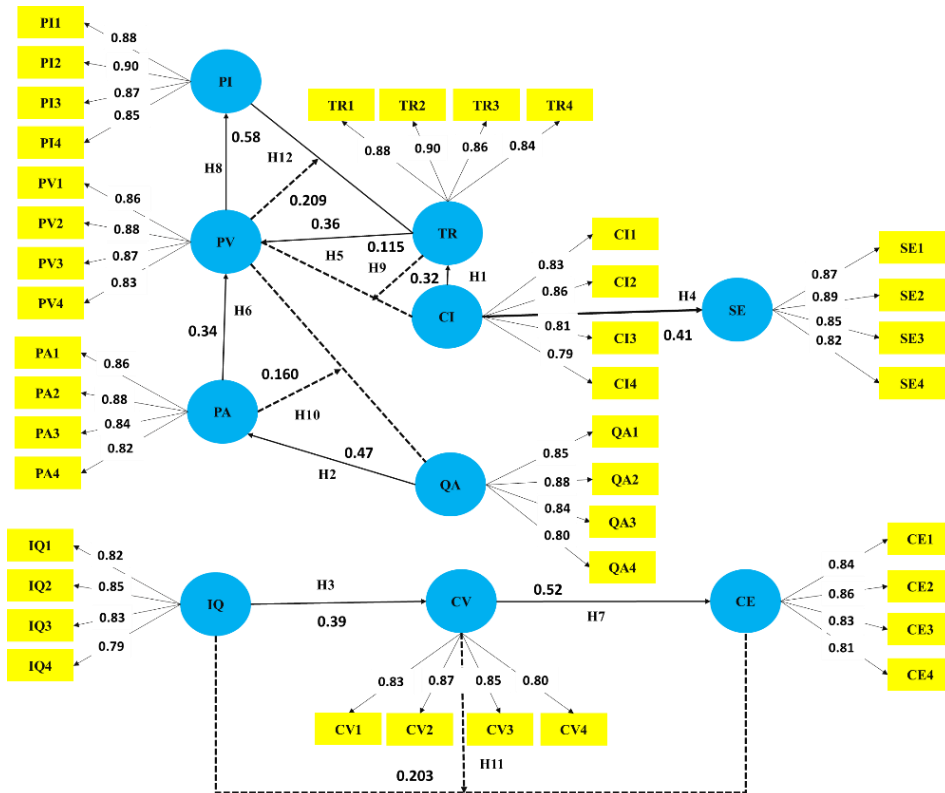 PI1
0.88
PI2
0.90
PI
PI3
0.87
PI4
0.85
TR1
TR2
TR3
TR4
0.88
0.90
0.86
0.84
0.58
H12
H8
PV1
0.86
PV2
0.88
PV
PV3
0.87
PV4
0.83
0.209
0.36
TR
H5
0.115
H9
0.32
H1
CI
CI1
0.83
CI2
0.86
CI3
0.81
CI4
0.79
H4
0.41
SE
SE1
0.87
SE2
0.89
SE3
0.85
SE4
0.82
H6
0.34
PA1
0.86
PA2
0.88
PA
PA3
0.84
PA4
0.82
0.160
H10
0.47
H2
QA
QA1
0.85
QA2
0.88
QA3
0.84
QA4
0.80
IQ1
0.82
IQ2
0.85
IQ
IQ3
0.83
IQ4
0.79
H3
0.39
CV
0.52
H7
CE
CE1
0.84
CE2
0.86
CE3
0.83
CE4
0.81
0.83
0.87
0.85
0.80
CV1
CV2
CV3
CV4
H11
0.203